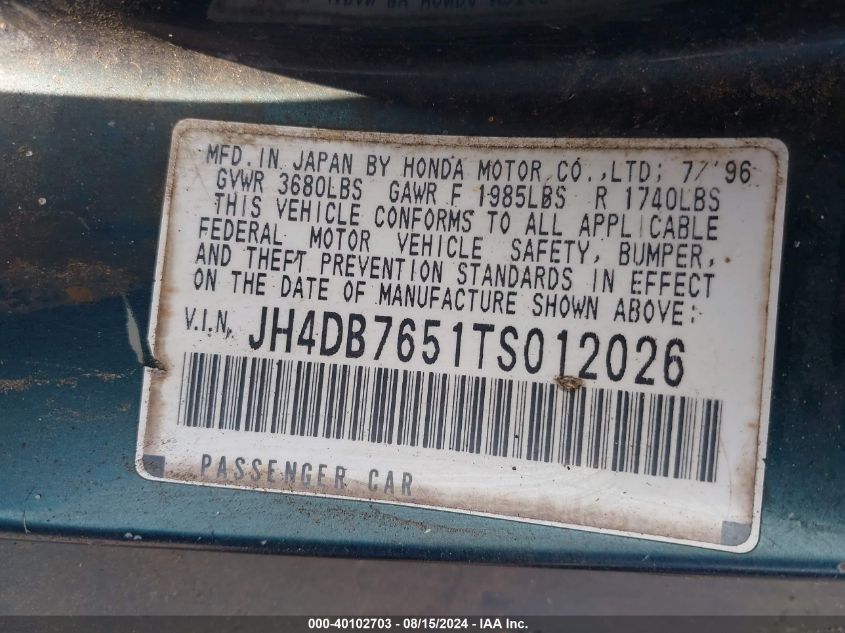 MFD. IN JAPAN BY HONDA MOTOR CO., LTD; 7/'96
GVWR 3680LBS GAWR F 1985LBS R 1740LBS
THIS VEHICLE CONFORMS TO ALL APPLICABLE
FEDERAL MOTOR VEHICLE SAFETY, BUMPER,
AND THEFT PREVENTION STANDARDS IN EFFECT
ON THE DATE OF MANUFACTURE SHOWN ABOVE:
V.I.N. JH4DB7651TS012026
PASSENGER CAR
000-40102703 - 08/15/2024 - IAA Inc.